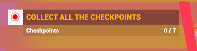 COLLECT ALL THE CHECKPOINTS
Checkpoints 0 / 7